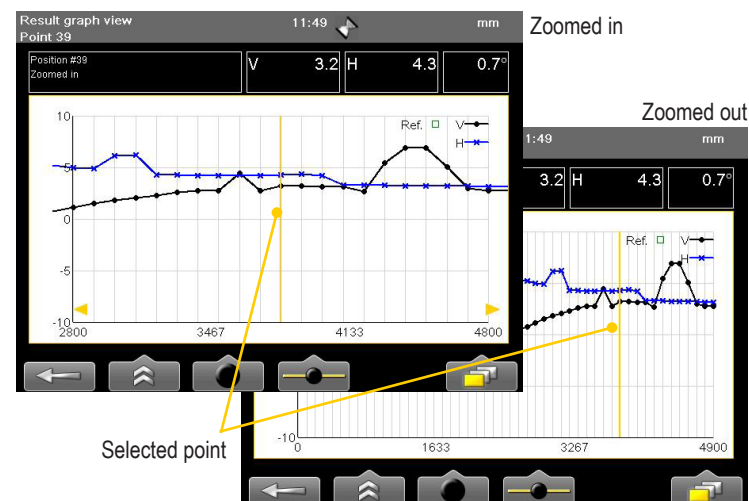 Result graph view
11:49
mm
Zoomed in
Point 39
Position #39
Zoomed in
V 3.2
H 4.3
0.7°
10
Ref.
V
H
5
0
-5
-10
2800
3467
4133
4800
Zoomed out
1:49
mm
3.2
H 4.3
0.7°
Ref.
V
H
-10
0
1633
3267
4900
Selected point